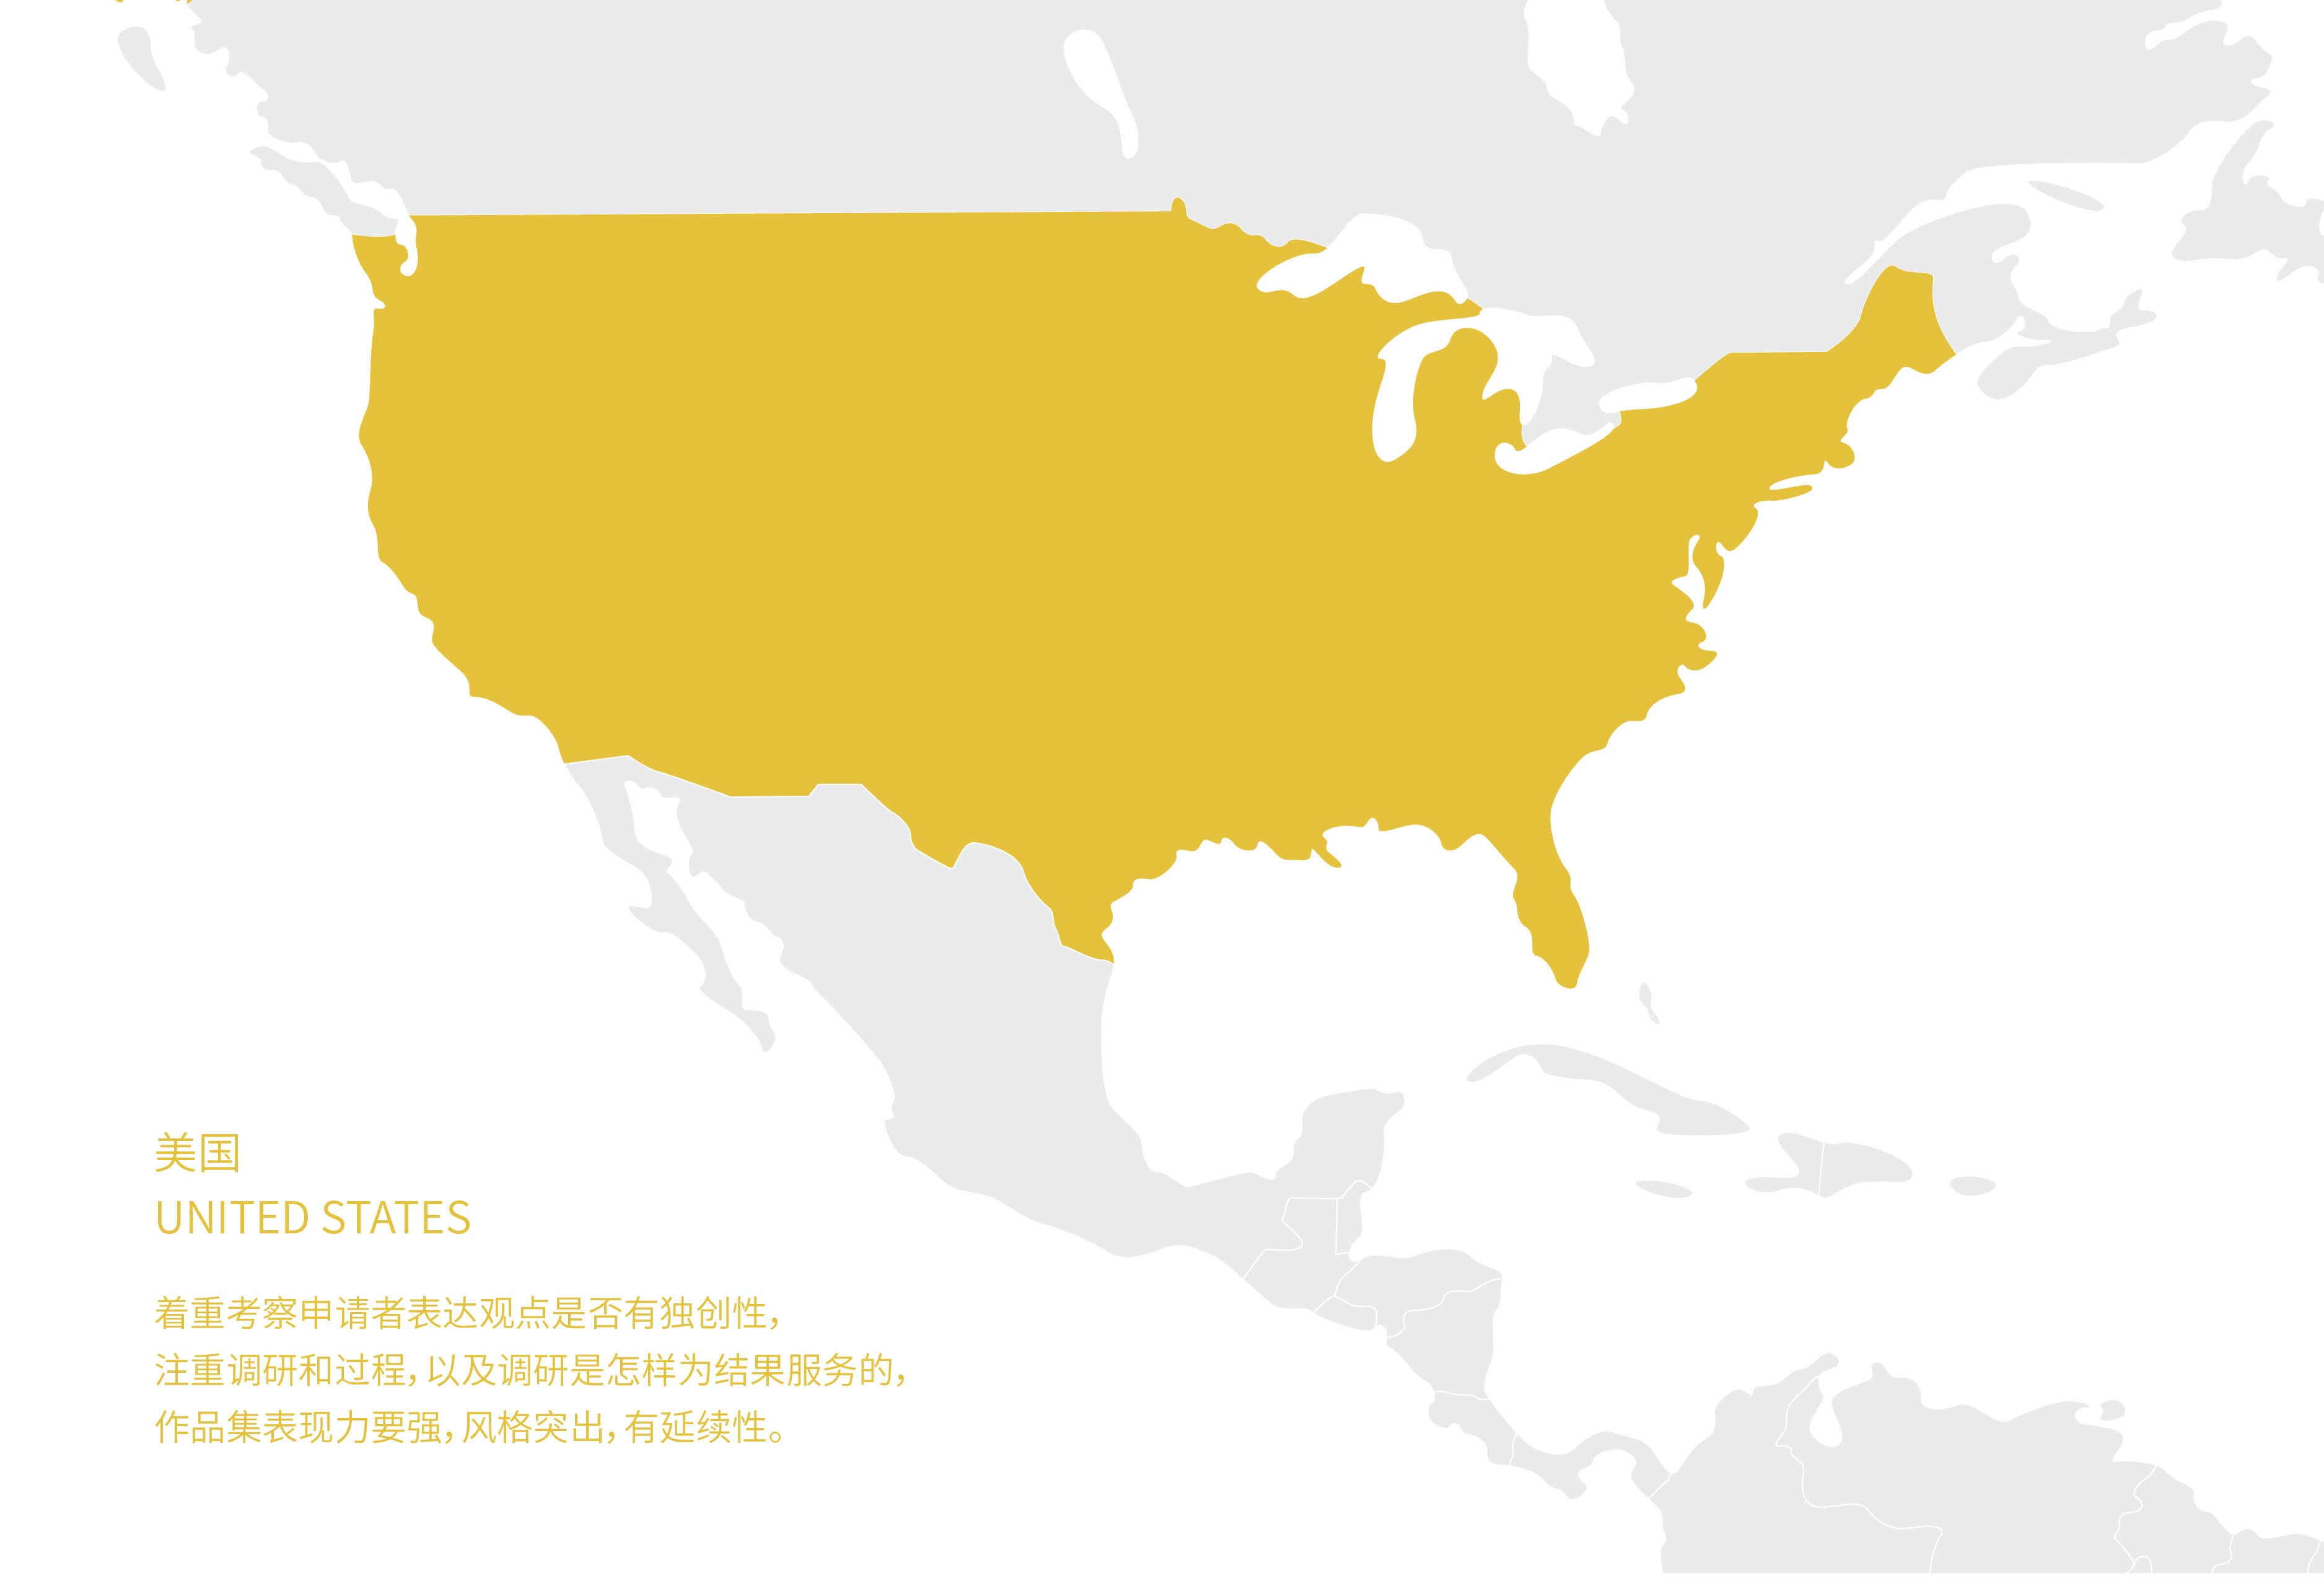 美国
UNITED STATES
着重考察申请者表达观点是否有独创性,
注重调研和过程,以及调研是怎样为结果服务的,
作品集表现力要强,风格突出,有延续性。